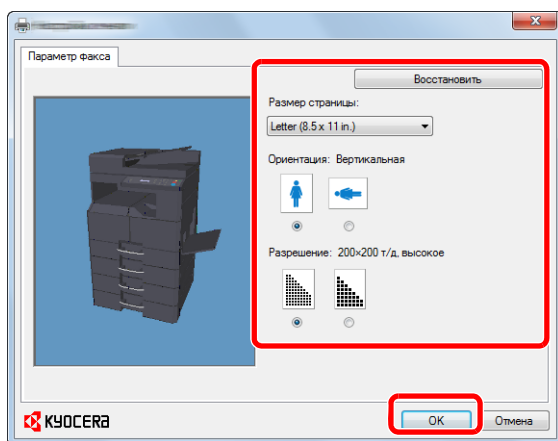 Параметр факса
Восстановить
Размер страницы:
Letter (8.5 x 11 in.)
Ориентация: Вертикальная
Разрешение: 200×200 т/д, высокое
KYOCERA
OK
Отмена